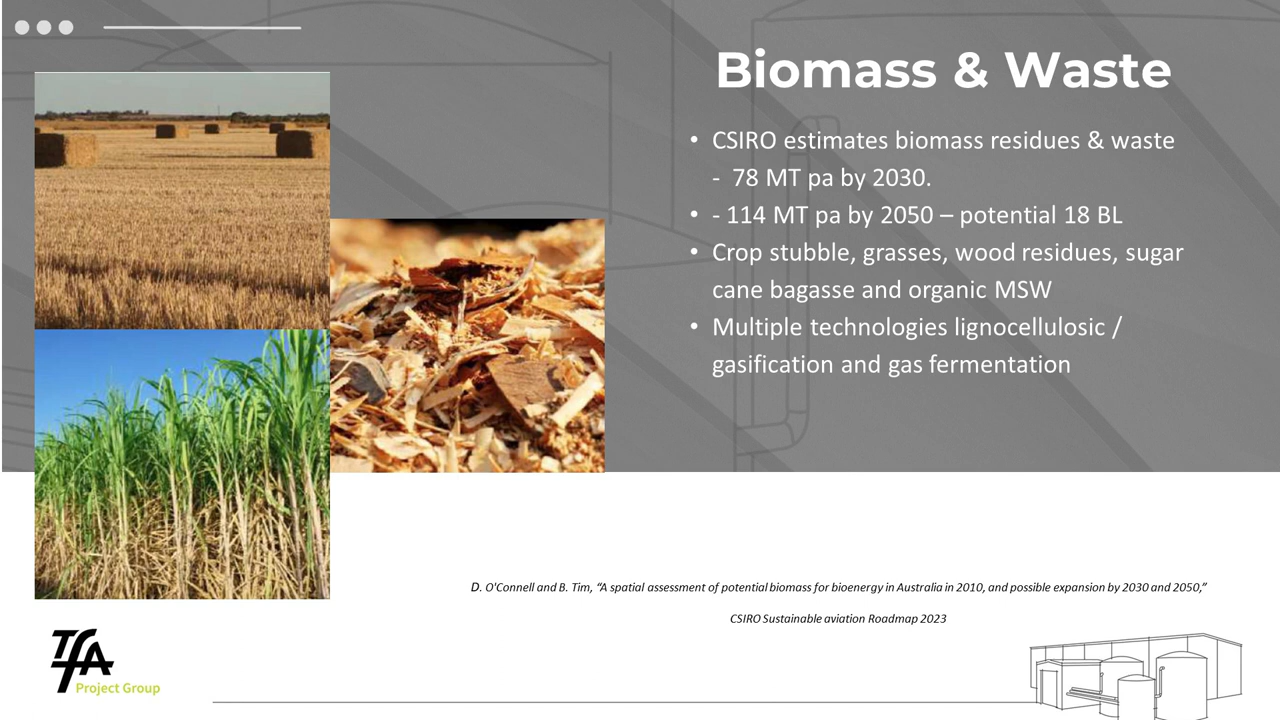 Biomass & Waste
• CSIRO estimates biomass residues & waste
- 78 MT pa by 2030.
• - 114 MT pa by 2050 – potential 18 BL
• Crop stubble, grasses, wood residues, sugar
cane bagasse and organic MSW
• Multiple technologies lignocellulosic /
gasification and gas fermentation
D. O'Connell and B. Tim, “A spatial assessment of potential biomass for bioenergy in Australia in 2010, and possible expansion by 2030 and 2050,”
CSIRO Sustainable aviation Roadmap 2023
TFA
Project Group